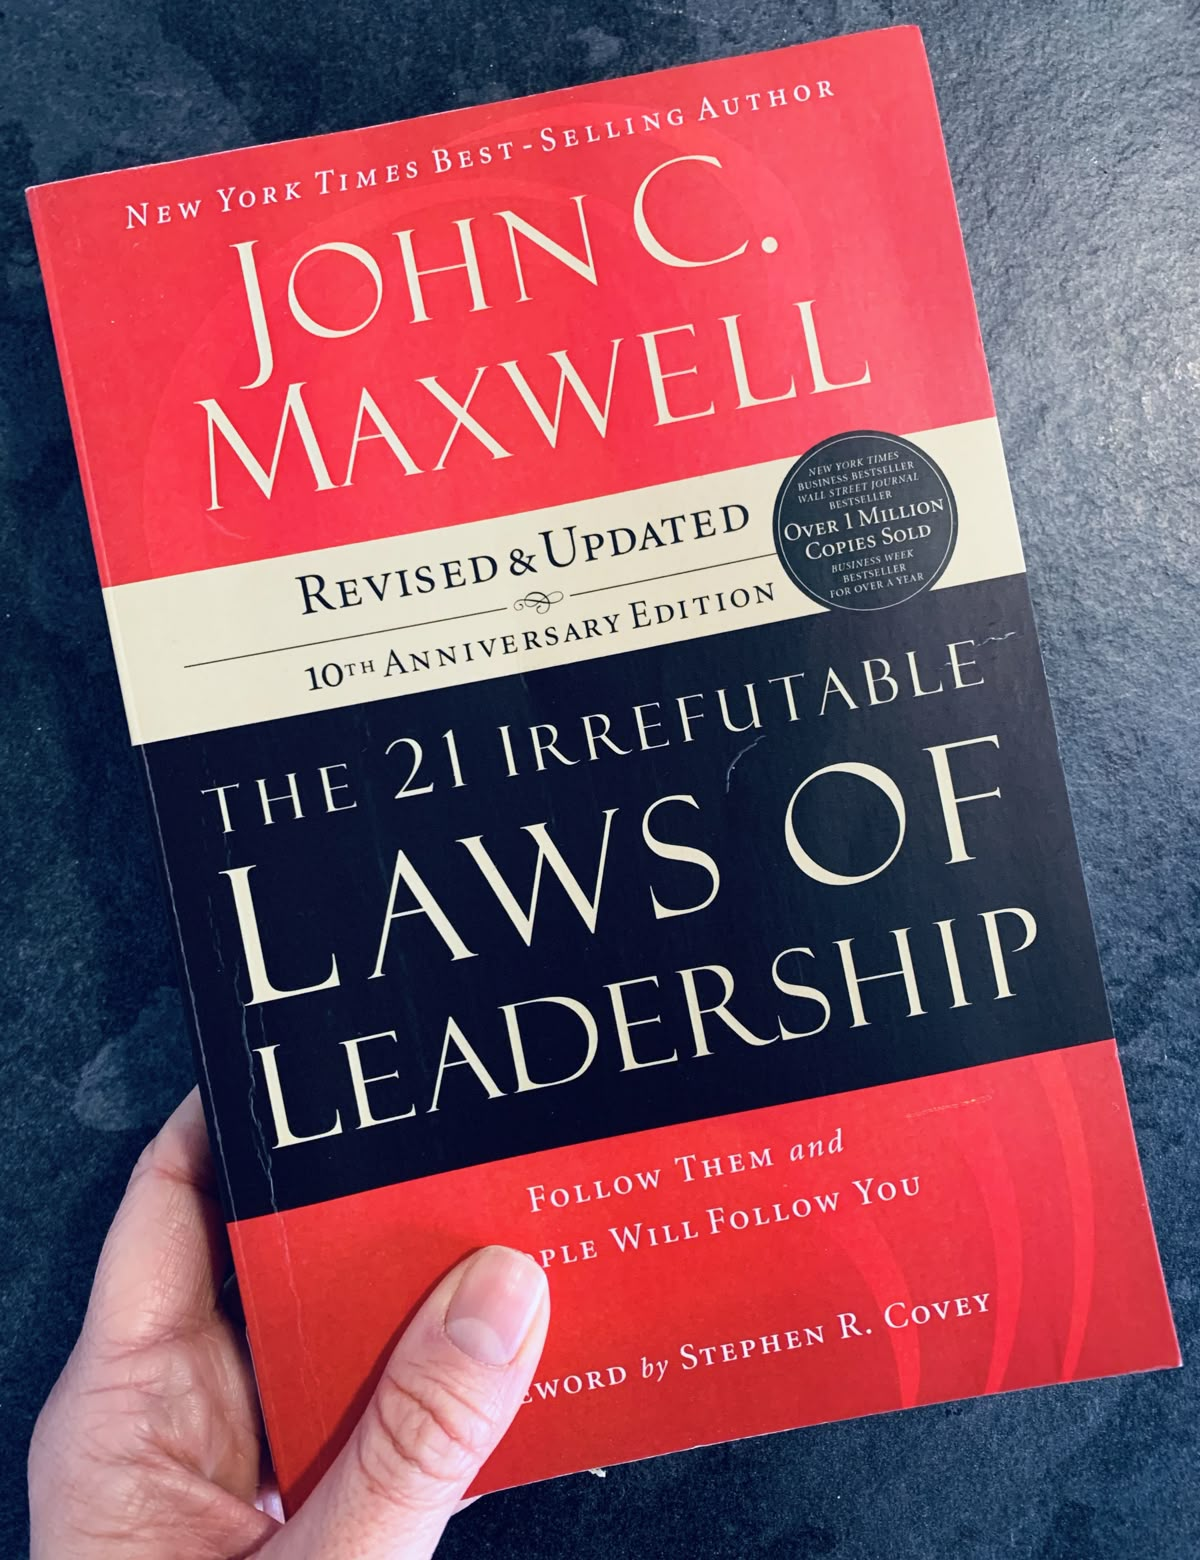 New York Times Best-Selling Author
John C.
Maxwell
Revised & Updated
10th Anniversary Edition
New York Times
Business Bestseller
Wall Street Journal
Bestseller
Over 1 Million
Copies Sold
Business Week
Bestseller
for over a Year
The 21 Irrefutable
Laws of
Leadership
Follow Them and
Will Follow You
by Stephen R. Covey